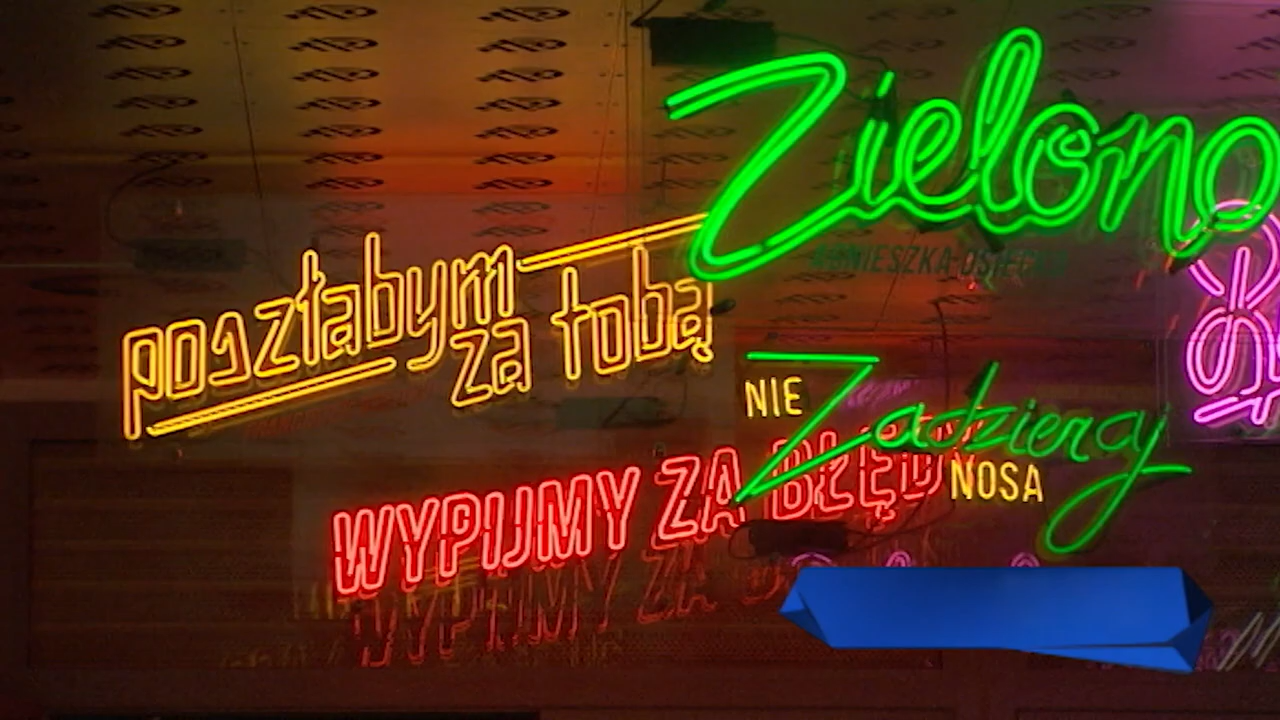 Zielono
AGNIESZKA OSIECKA
poszłabym
za tobą
NIE
Zadzieraj
NOSA
WYPIJMY ZA BŁĘDY